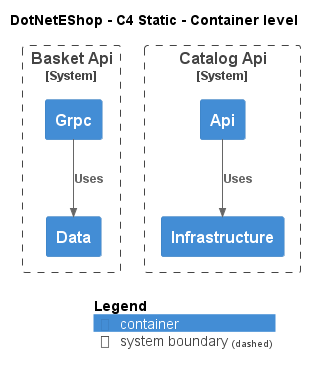 DotNetEShop - C4 Static - Container level
Basket Api
[System]
Catalog Api
[System]
Grpc
Api
Uses
Uses
Data
Infrastructure
Legend
container
system boundary (dashed)